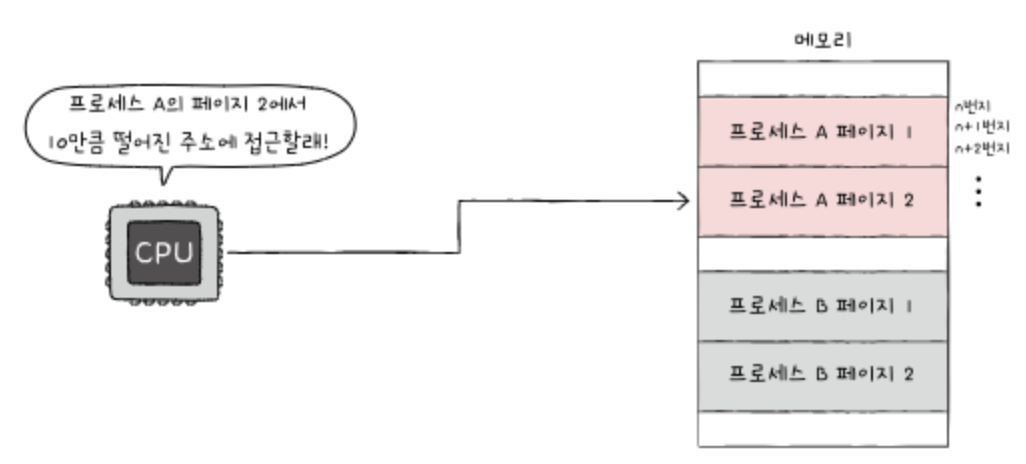 메모리
프로세스 A의 페이지 2에서
10만큼 떨어진 주소에 접근할래!
CPU
프로세스 A 페이지 1
프로세스 A 페이지 2
프로세스 B 페이지 1
프로세스 B 페이지 2
n번지
n+1번지
n+2번지